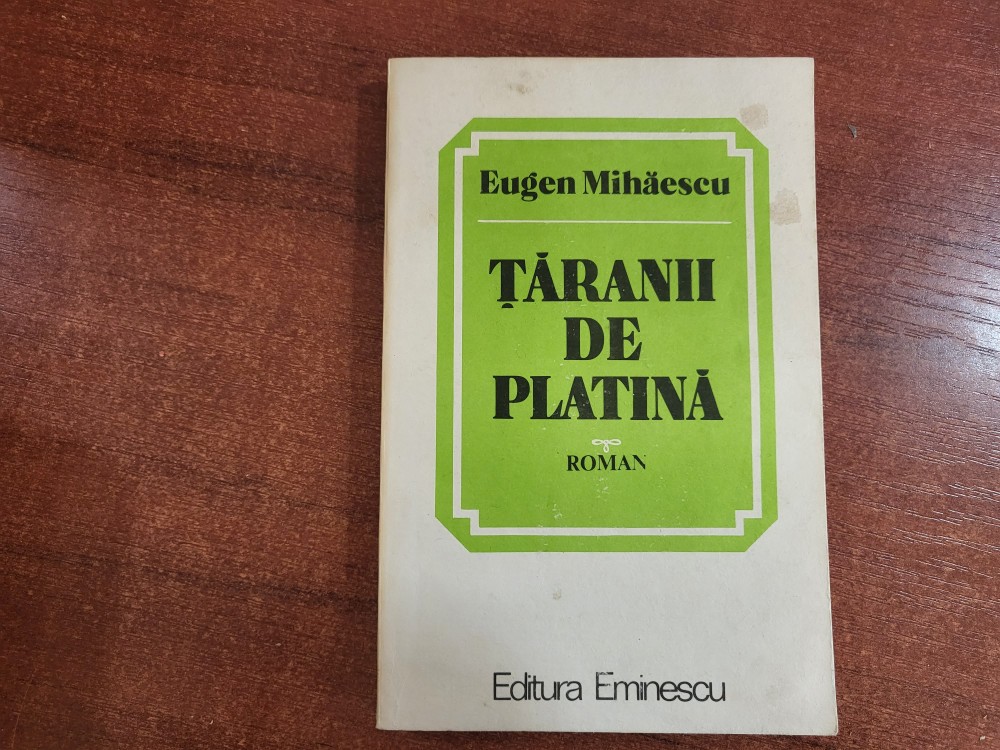 Eugen Mihăescu
ȚĂRANII
DE
PLATINĂ
ROMAN
Editura Eminescu